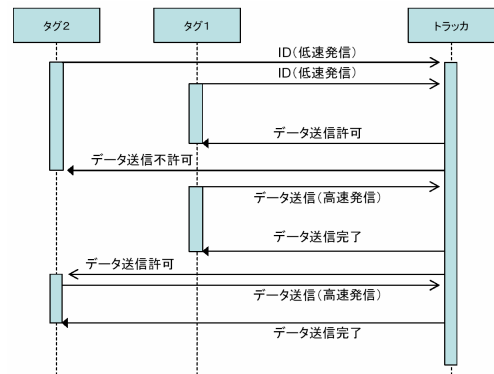 タグ2
タグ1
トラッカ
ID(低速発信)
ID(低速発信)
データ送信許可
データ送信不許可
データ送信(高速発信)
データ送信完了
データ送信許可
データ送信(高速発信)
データ送信完了